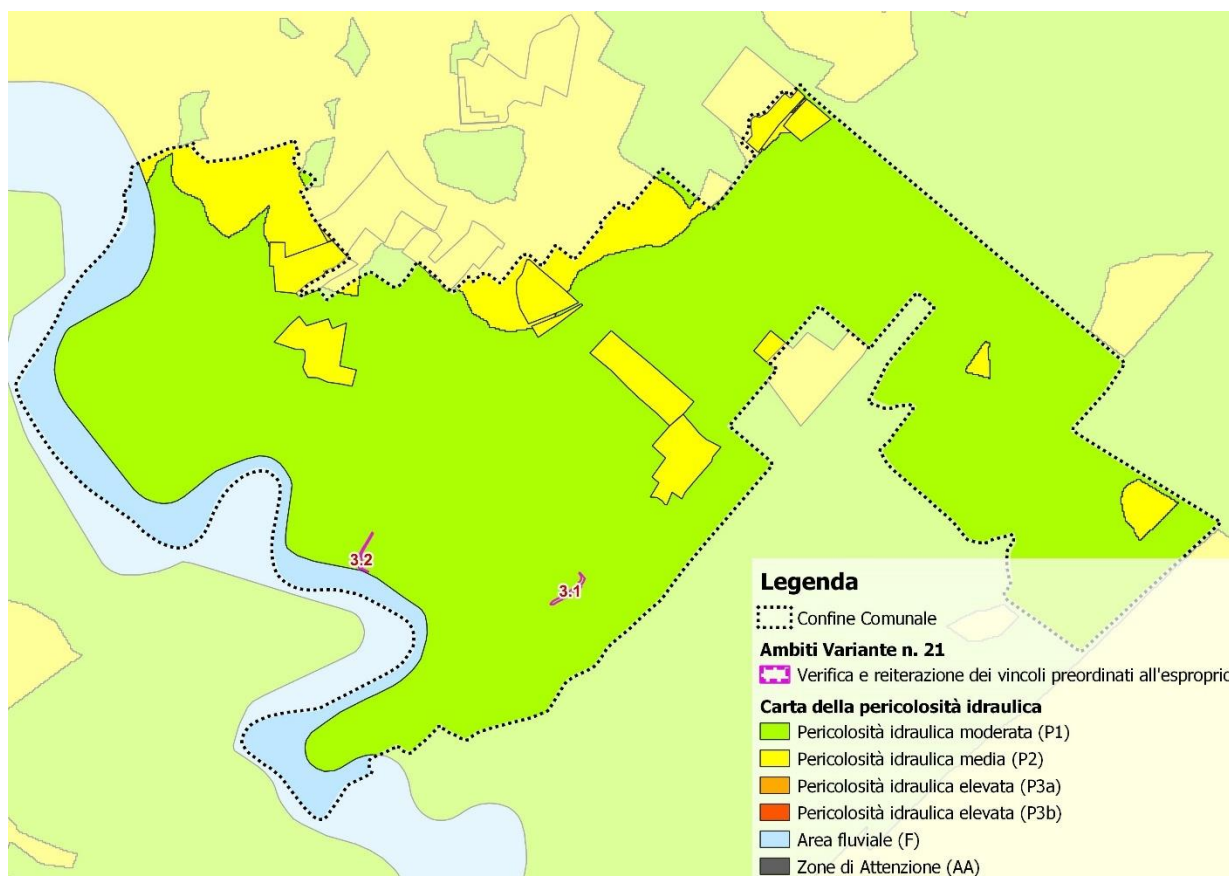 3.2
3.1
Legenda
Confine Comunale
Ambiti Variante n. 21
Verifica e reiterazione dei vincoli preordinati all'esproprio
Carta della pericolosità idraulica
Pericolosità idraulica moderata (P1)
Pericolosità idraulica media (P2)
Pericolosità idraulica elevata (P3a)
Pericolosità idraulica elevata (P3b)
Area fluviale (F)
Zone di Attenzione (AA)